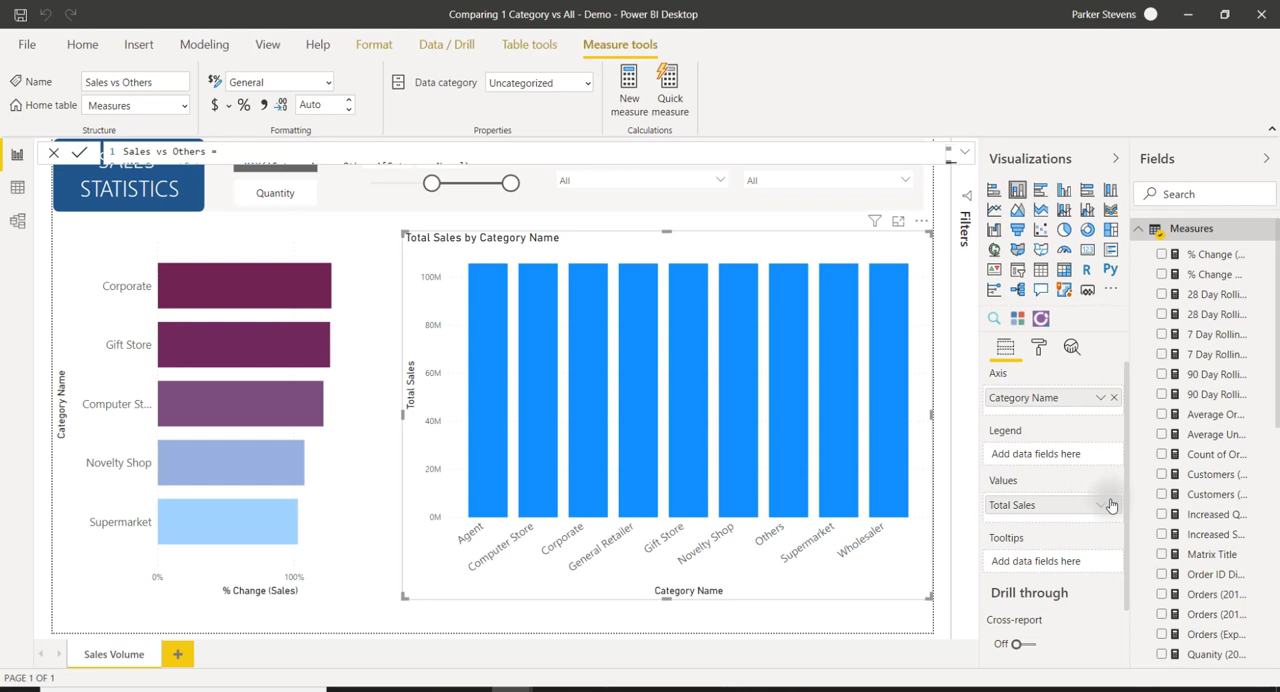 Comparing 1 Category vs All - Demo - Power BI Desktop
Parker Stevens
File
Home
Insert
Modeling
View
Help
Format
Data / Drill
Table tools
Measure tools
Name
Sales vs Others
Home table
Measures
Structure
General
$
%
Auto
Formatting
Data category
Uncategorized
Properties
New measure
Quick measure
Calculations
1 Sales vs Others =
STATISTICS
Quantity
All
All
Filters
Category Name
Corporate
Gift Store
Computer St...
Novelty Shop
Supermarket
0%
100%
% Change (Sales)
Total Sales by Category Name
Total Sales
100M
80M
60M
40M
20M
0M
Agent
Computer Store
Corporate
General Retailer
Gift Store
Novelty Shop
Others
Supermarket
Wholesaler
Category Name
Visualizations
R
Py
Axis
Category Name
Legend
Add data fields here
Values
Total Sales
Tooltips
Add data fields here
Drill through
Cross-report
Off
Fields
Search
Measures
% Change (...
% Change ...
28 Day Rolli...
28 Day Rolli...
7 Day Rollin...
7 Day Rollin...
90 Day Rolli...
90 Day Rolli...
Average Or...
Average Un...
Count of Or...
Customers (...
Customers (...
Increased Q...
Increased S...
Matrix Title
Order ID Di...
Orders (201...
Orders (201...
Orders (Exp...
Quanity (20...
Sales Volume
PAGE 1 OF 1